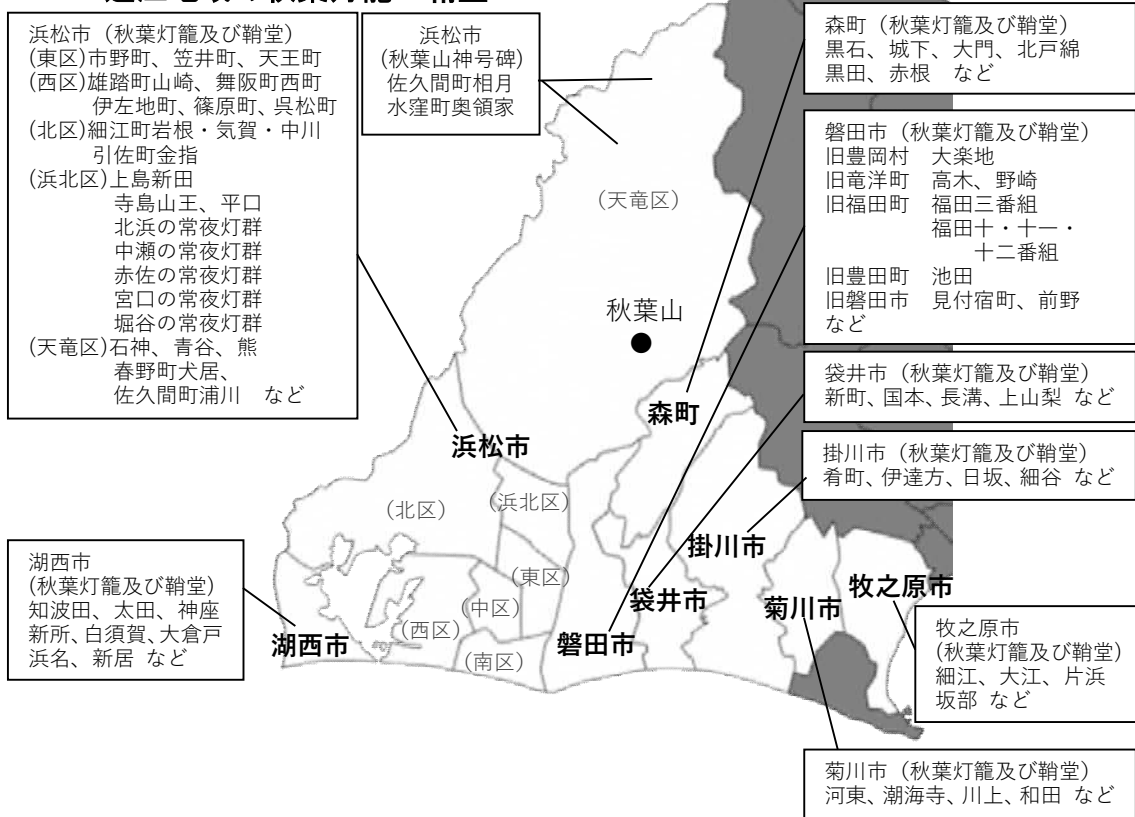 浜松市（秋葉灯籠及び鞘堂）
(東区)市野町、笠井町、天王町
(西区)雄踏町山崎、舞阪町西町
伊左地町、篠原町、呉松町
(北区)細江町岩根・気賀・中川
引佐町金指
(浜北区)上島新田
寺島山王、平口
北浜の常夜灯群
中瀬の常夜灯群
赤佐の常夜灯群
宮口の常夜灯群
堀谷の常夜灯群
(天竜区)石神、青谷、熊
春野町犬居、
佐久間町浦川 など
浜松市
(秋葉山神号碑)
佐久間町相月
水窪町奥領家
森町（秋葉灯籠及び鞘堂）
黒石、城下、大門、北戸綿
黒田、赤根 など
磐田市（秋葉灯籠及び鞘堂）
旧豊岡村 大楽地
旧竜洋町 高木、野崎
旧福田町 福田三番組
福田十・十一・
十二番組
旧豊田町 池田
旧磐田市 見付宿町、前野
など
袋井市（秋葉灯籠及び鞘堂）
新町、国本、長溝、上山梨 など
掛川市（秋葉灯籠及び鞘堂）
肴町、伊達方、日坂、細谷 など
湖西市
(秋葉灯籠及び鞘堂)
知波田、太田、神座
新所、白須賀、大倉戸
浜名、新居 など
牧之原市
(秋葉灯籠及び鞘堂)
細江、大江、片浜
坂部 など
菊川市（秋葉灯籠及び鞘堂）
河東、潮海寺、川上、和田 など
(天竜区)
秋葉山
森町
浜松市
(浜北区)
(北区)
掛川市
(東区)
(中区)
袋井市
菊川市
牧之原市
(西区)
湖西市
(南区)
磐田市